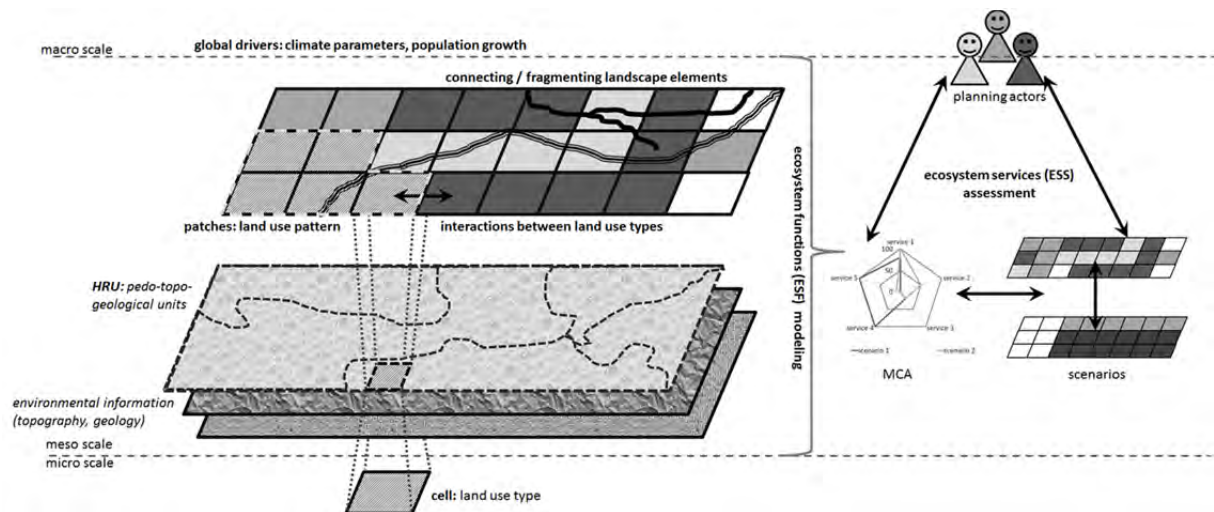 macro scale
global drivers: climate parameters, population growth
connecting / fragmenting landscape elements
patches: land use pattern
interactions between land use types
HRU: pedo-topo-
geological units
environmental information
(topography, geology)
meso scale
micro scale
cell: land use type
ecosystem functions (ESF) modeling
planning actors
ecosystem services (ESS)
assessment
service 1
100
50
0
service 2
service 3
service 4
service 5
scenario 1
scenario 2
MCA
scenarios